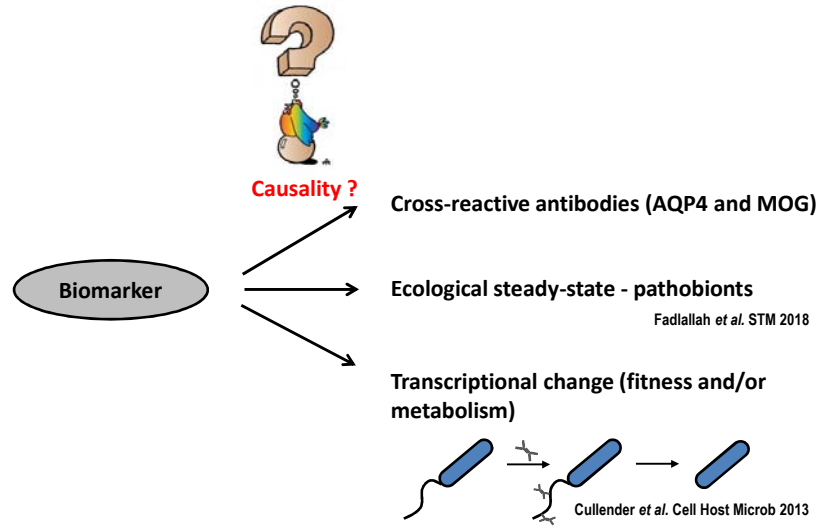 Causality ?
Cross-reactive antibodies (AQP4 and MOG)
Biomarker
Ecological steady-state - pathobionts
Fadlallah et al. STM 2018
Transcriptional change (fitness and/or
metabolism)
Cullender et al. Cell Host Microb 2013